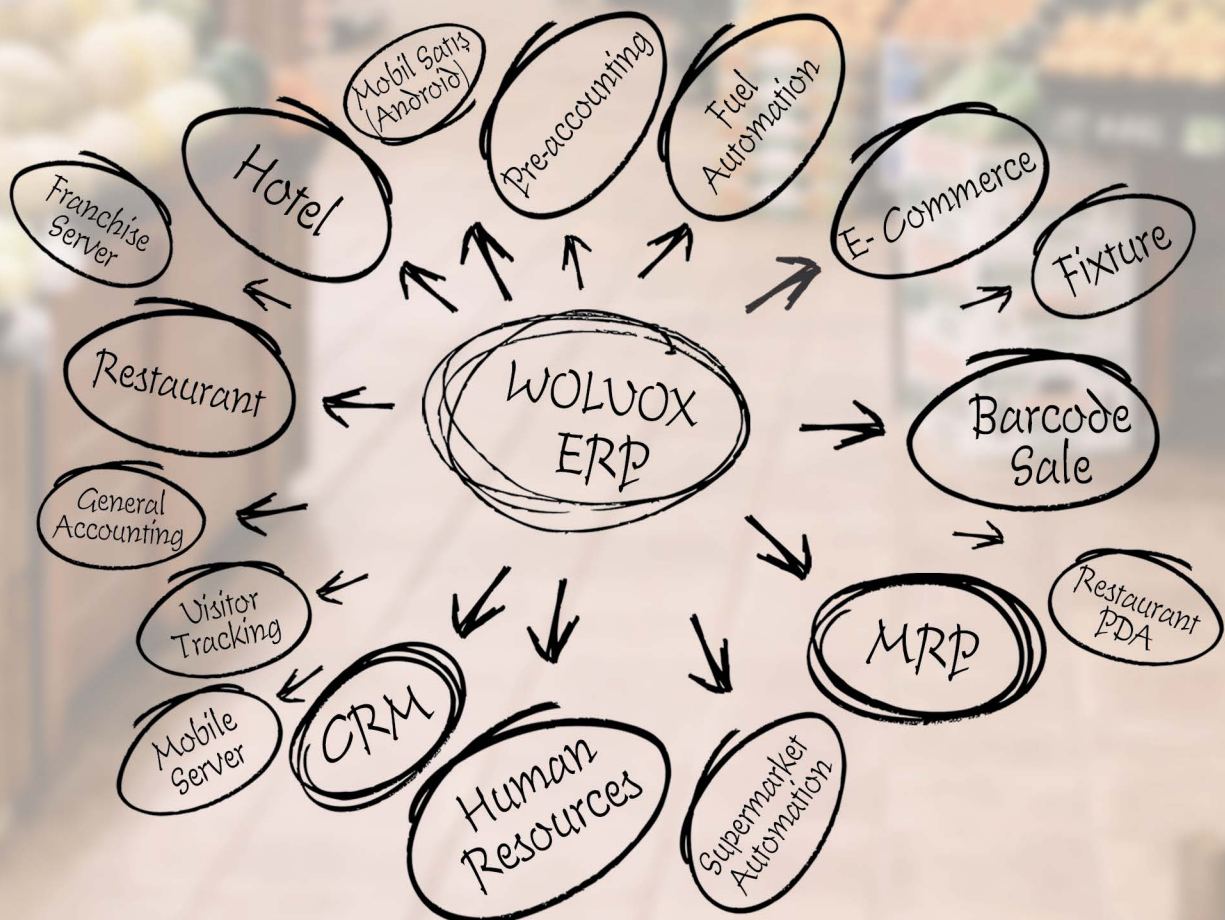 Mobil Satış
(Android)
Pre-accounting
Fuel
Automation
Hotel
E- Commerce
Franchise
Server
Fixture
Restaurant
WOLVOX
ERP
Barcode
Sale
General
Accounting
Visitor
Tracking
Restaurant
PDA
MRP
Mobile
Server
CRM
Human
Resources
Supermarket
Automation